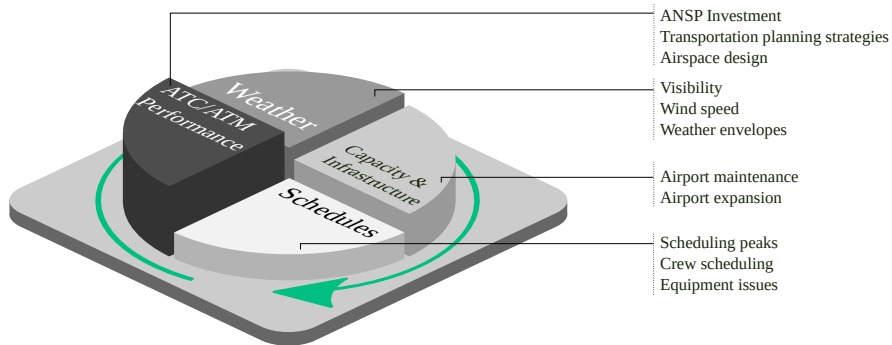 ANSP Investment
Transportation planning strategies
Airspace design
ATC/ATM
Performance
Weather
Visibility
Wind speed
Weather envelopes
Capacity &
Infrastructure
Airport maintenance
Airport expansion
Schedules
Scheduling peaks
Crew scheduling
Equipment issues